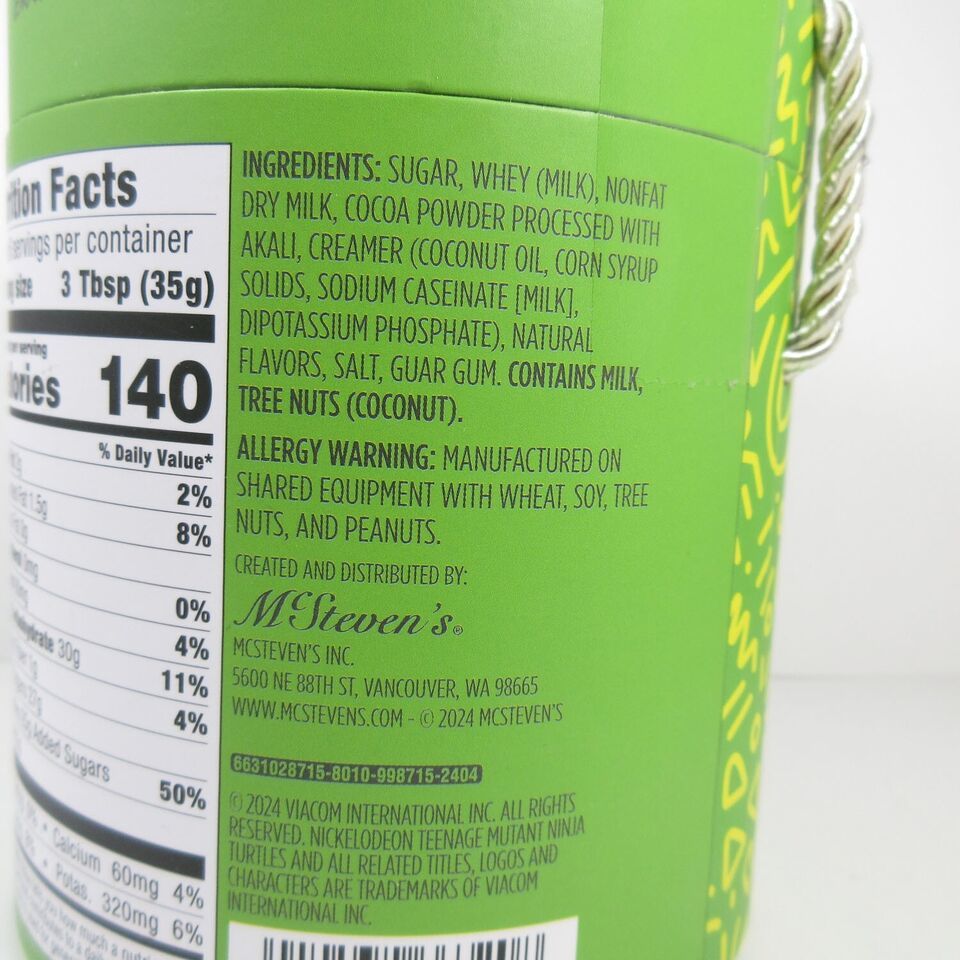 Facts
servings per container
size 3 Tbsp (35g)
serving
140
% Daily Value*
2%
1.5g
8%
0%
4%
30g
11%
4%
Added Sugars
50%
Calcium 60mg 4%
Potas. 320mg 6%
how much a
INGREDIENTS: SUGAR, WHEY (MILK), NONFAT
DRY MILK, COCOA POWDER PROCESSED WITH
AKALI, CREAMER (COCONUT OIL, CORN SYRUP
SOLIDS, SODIUM CASEINATE [MILK],
DIPOTASSIUM PHOSPHATE), NATURAL
FLAVORS, SALT, GUAR GUM. CONTAINS MILK,
TREE NUTS (COCONUT).
ALLERGY WARNING: MANUFACTURED ON
SHARED EQUIPMENT WITH WHEAT, SOY, TREE
NUTS, AND PEANUTS.
CREATED AND DISTRIBUTED BY:
McSteven's®
MCSTEVEN'S INC.
5600 NE 88TH ST, VANCOUVER, WA 98665
WWW.MCSTEVENS.COM - © 2024 MCSTEVEN'S
6631028715-8010-998715-2404
© 2024 VIACOM INTERNATIONAL INC. ALL RIGHTS
RESERVED. NICKELODEON TEENAGE MUTANT NINJA
TURTLES AND ALL RELATED TITLES, LOGOS AND
CHARACTERS ARE TRADEMARKS OF VIACOM
INTERNATIONAL INC.